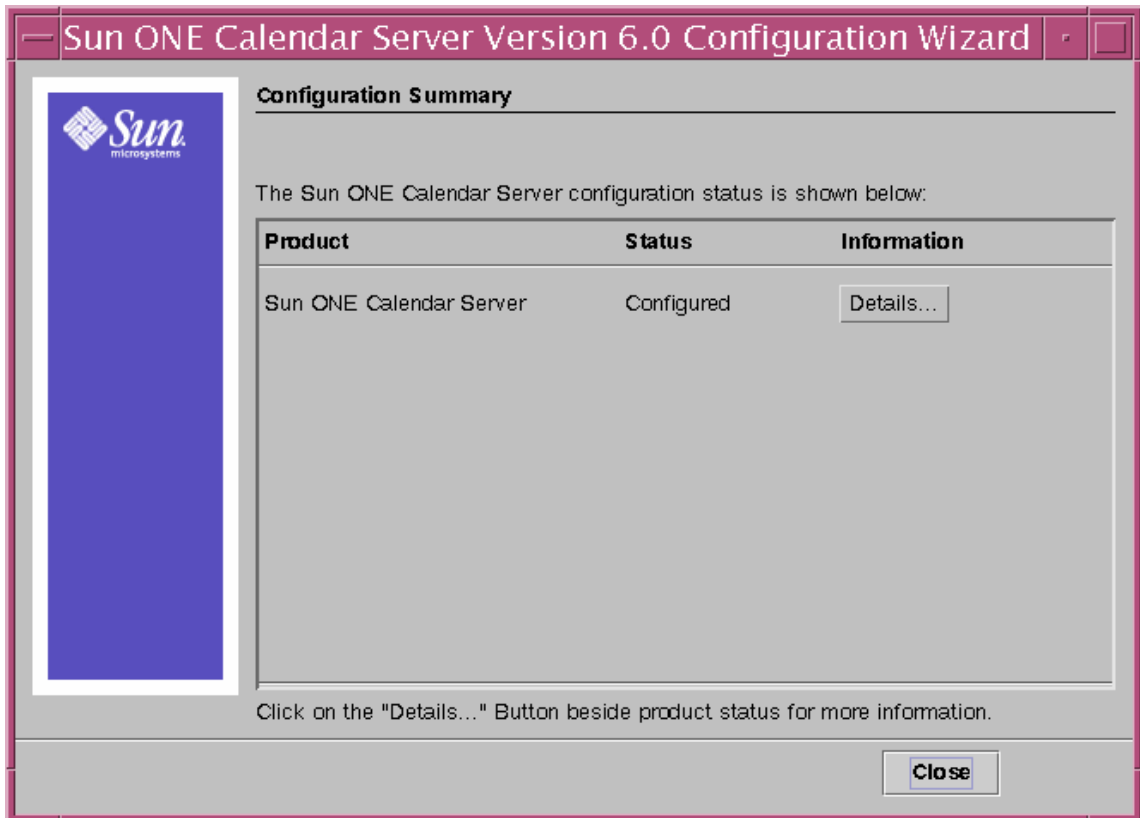 Sun ONE Calendar Server Version 6.0 Configuration Wizard
Sun
microsystems
Configuration Summary
The Sun ONE Calendar Server configuration status is shown below:
Product Status Information
Sun ONE Calendar Server Configured Details...
Click on the "Details..." Button beside product status for more information.
Close